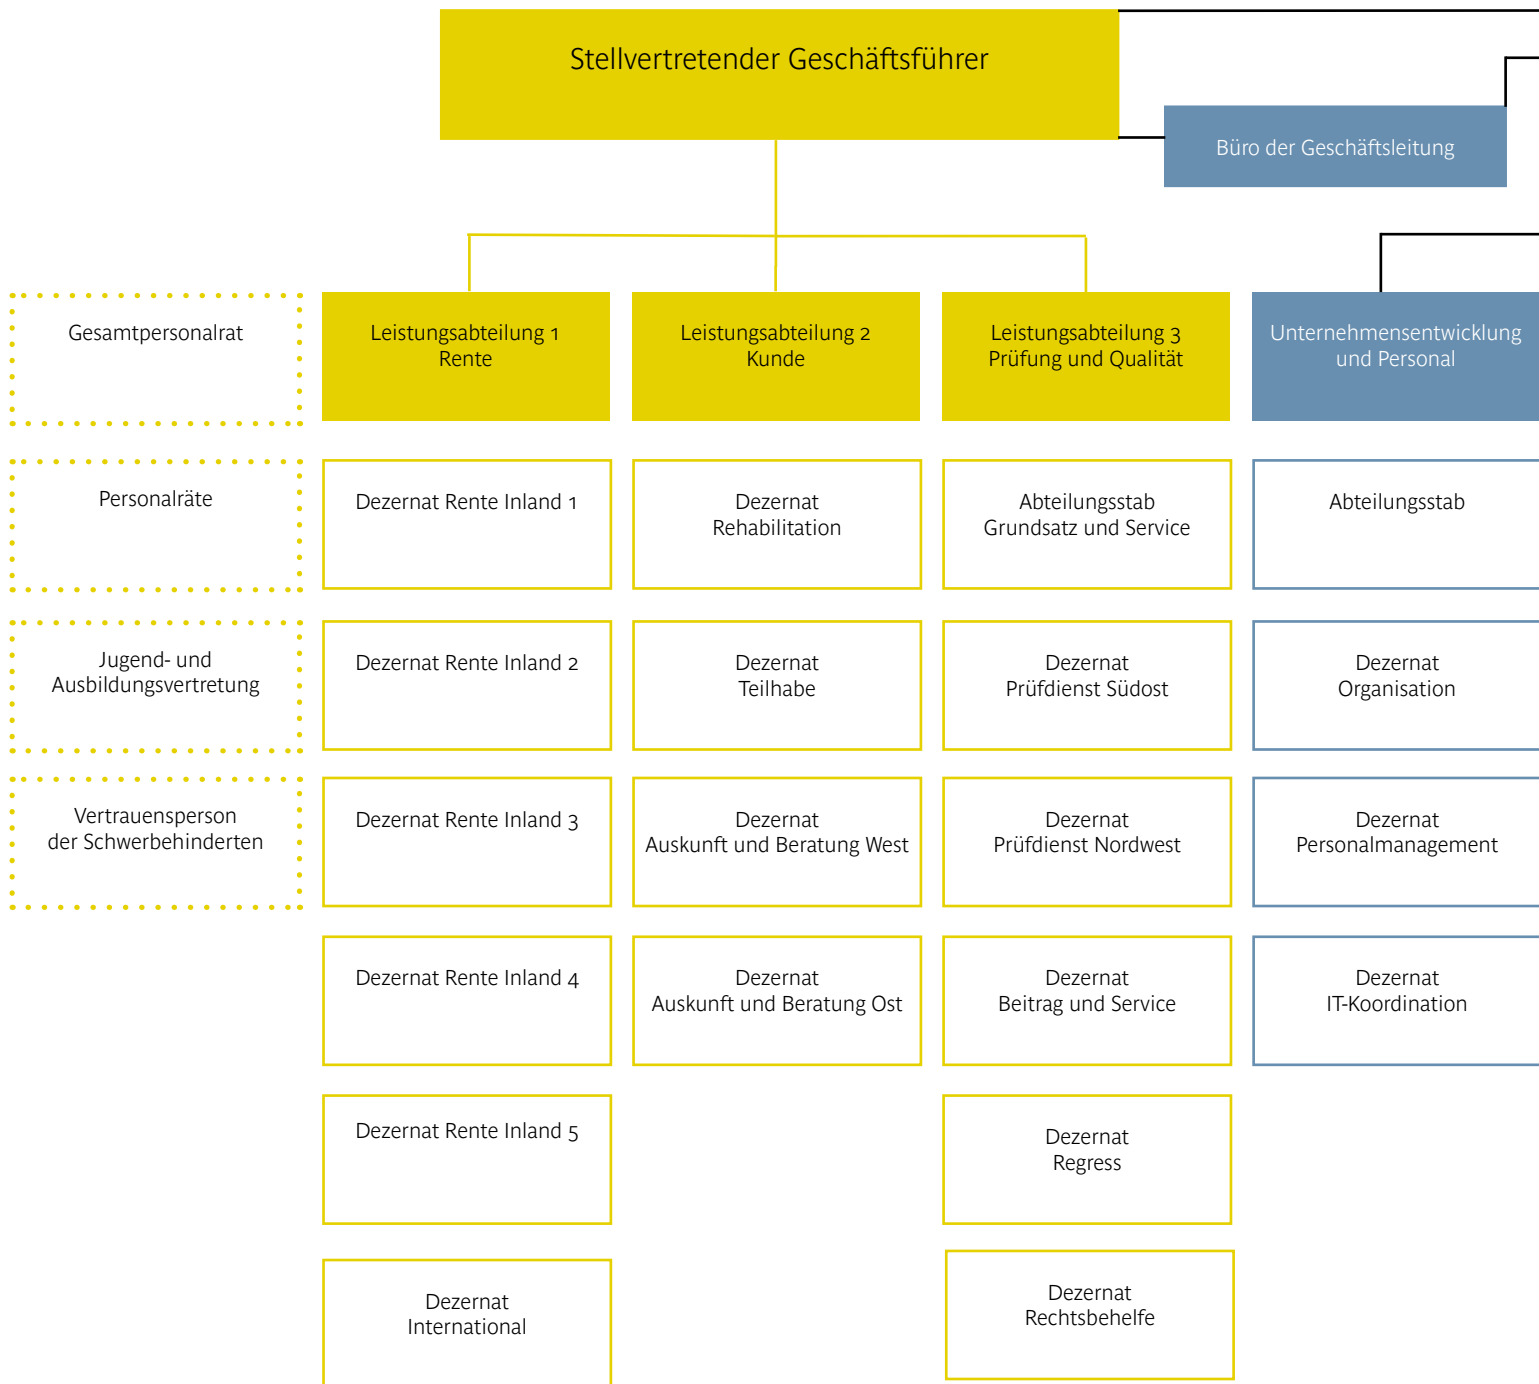 Stellvertretender Geschäftsführer
Büro der Geschäftsleitung
Gesamtpersonalrat
Leistungsabteilung 1
Rente
Leistungsabteilung 2
Kunde
Leistungsabteilung 3
Prüfung und Qualität
Unternehmensentwicklung
und Personal
Personalräte
Dezernat Rente Inland 1
Dezernat
Rehabilitation
Abteilungsstab
Grundsatz und Service
Abteilungsstab
Jugend- und
Ausbildungsvertretung
Dezernat Rente Inland 2
Dezernat
Teilhabe
Dezernat
Prüfdienst Südost
Dezernat
Organisation
Vertrauensperson
der Schwerbehinderten
Dezernat Rente Inland 3
Dezernat
Auskunft und Beratung West
Dezernat
Prüfdienst Nordwest
Dezernat
Personalmanagement
Dezernat Rente Inland 4
Dezernat
Auskunft und Beratung Ost
Dezernat
Beitrag und Service
Dezernat
IT-Koordination
Dezernat Rente Inland 5
Dezernat
Regress
Dezernat
International
Dezernat
Rechtsbehelfe